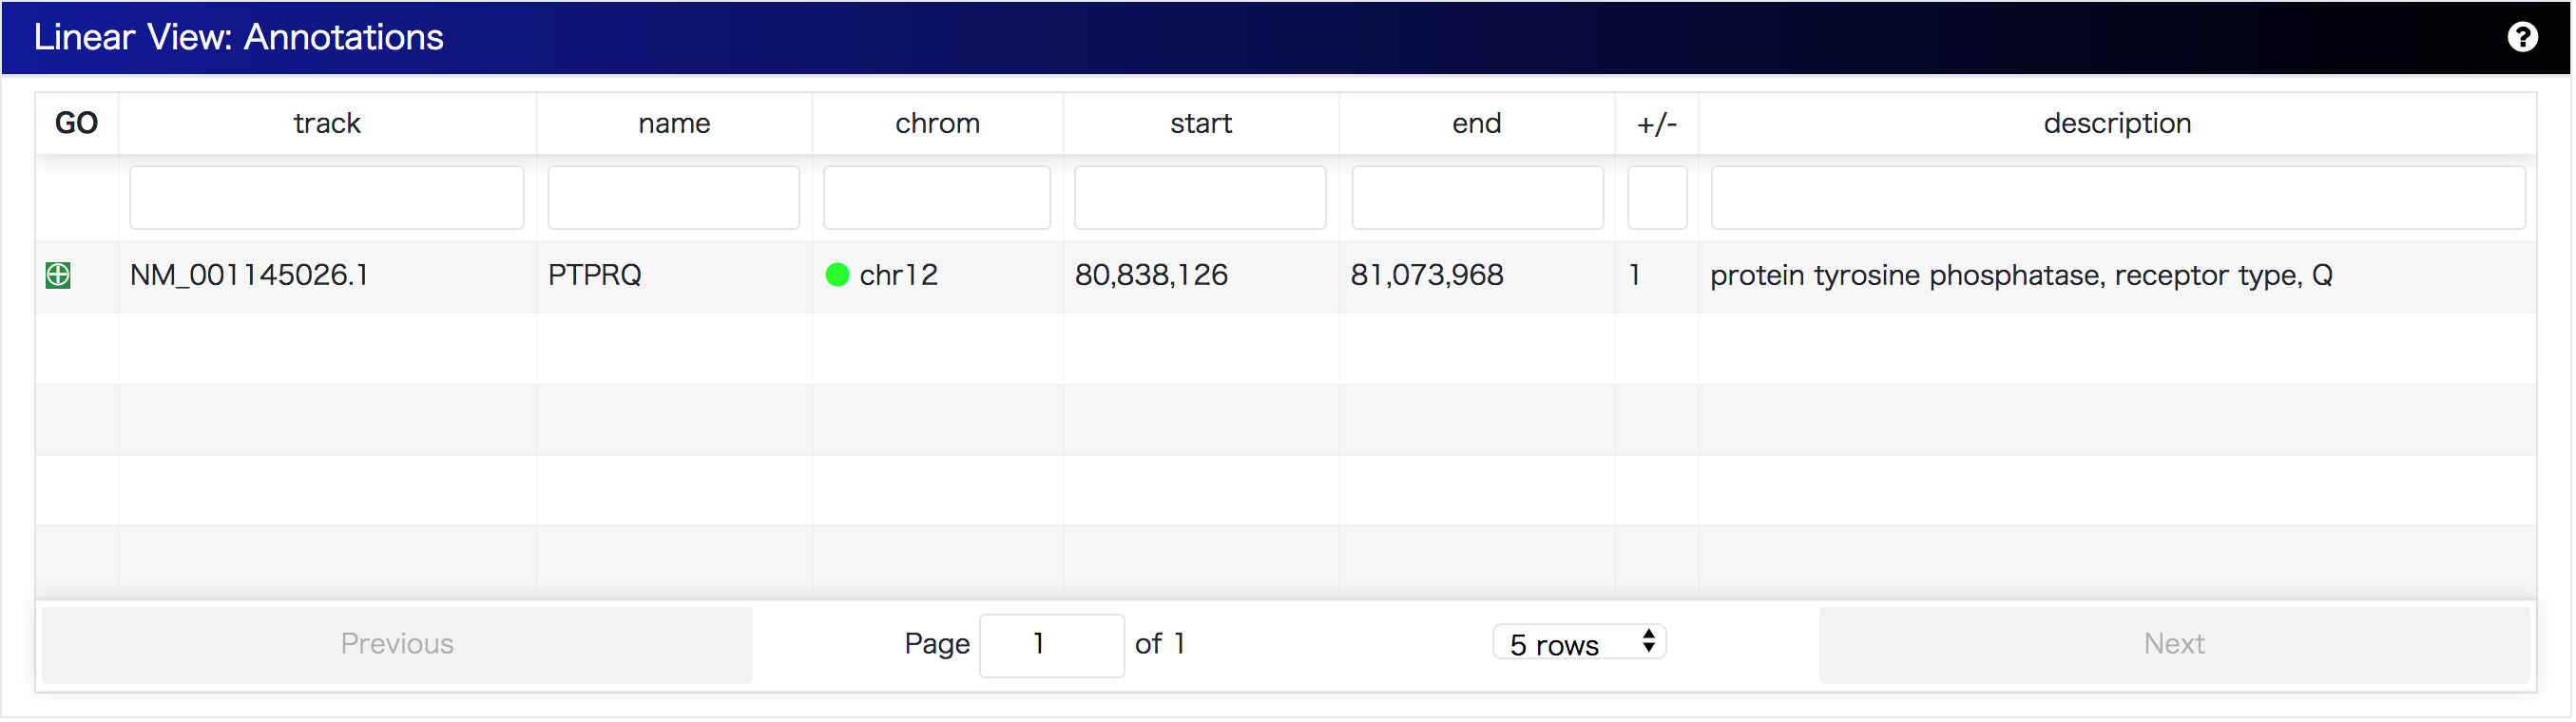 Linear View: Annotations
GO track name chrom start end +/- description
NM_001145026.1 PTPRQ chr12 80,838,126 81,073,968 1 protein tyrosine phosphatase, receptor type, Q
Previous Page 1 of 1 5 rows Next